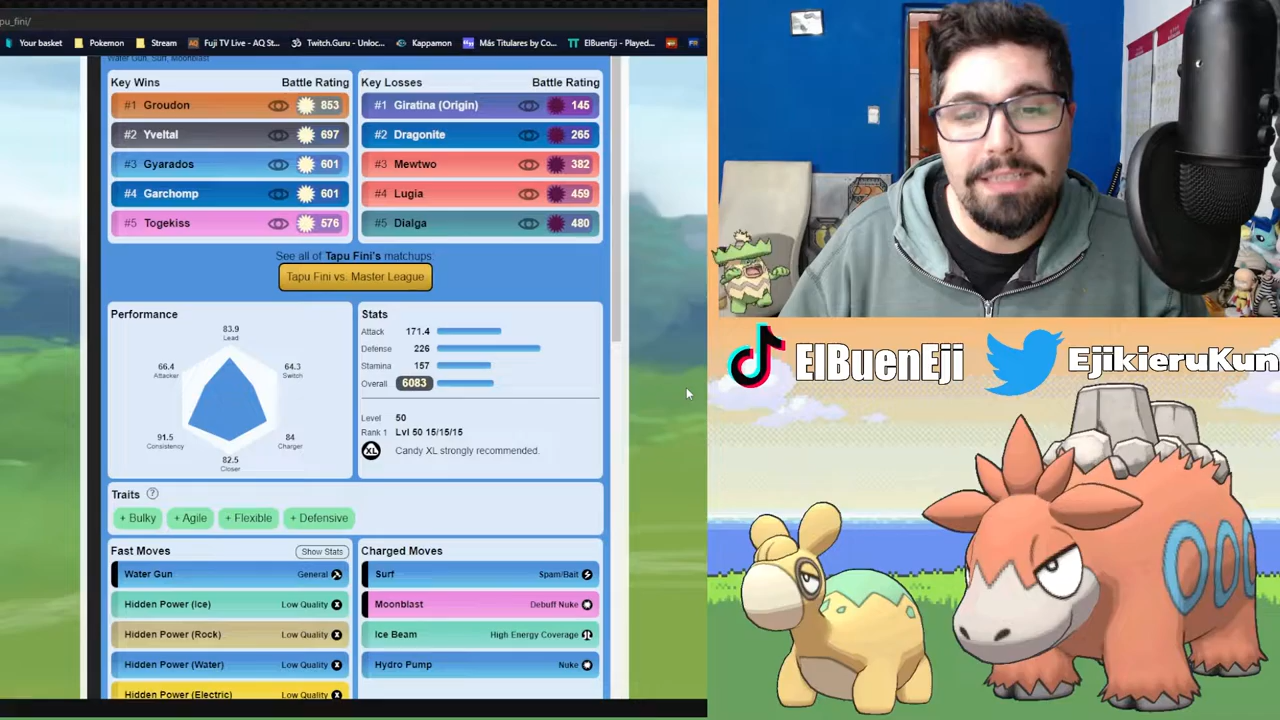 pu_fini/
Your basket Pokemon Stream Fuji TV Live - AQ St... Twitch.Guru - Unloc... Kappamon Más Titulares by Co... ElBuenEji - Played...
Water Gun, Surf, Moonblast
Key Wins Battle Rating
#1 Groudon 853
#2 Yveltal 697
#3 Gyarados 601
#4 Garchomp 601
#5 Togekiss 576
Key Losses Battle Rating
#1 Giratina (Origin) 145
#2 Dragonite 265
#3 Mewtwo 382
#4 Lugia 459
#5 Dialga 480
See all of Tapu Fini's matchups:
Tapu Fini vs. Master League
Performance
83.9
Lead
66.4
Attacker
64.3
Switch
91.5
Consistency
84
Charger
82.5
Closer
Stats
Attack 171.4
Defense 226
Stamina 157
Overall 6083
Level 50
Rank 1 Lvl 50 15/15/15
XL Candy XL strongly recommended.
Traits ?
+ Bulky + Agile + Flexible + Defensive
Fast Moves Show Stats
Water Gun General
Hidden Power (Ice) Low Quality
Hidden Power (Rock) Low Quality
Hidden Power (Water) Low Quality
Hidden Power (Electric) Low Quality
Charged Moves
Surf Spam/Bait
Moonblast Debuff Nuke
Ice Beam High Energy Coverage
Hydro Pump Nuke
ElBuenEji EjikieruKun